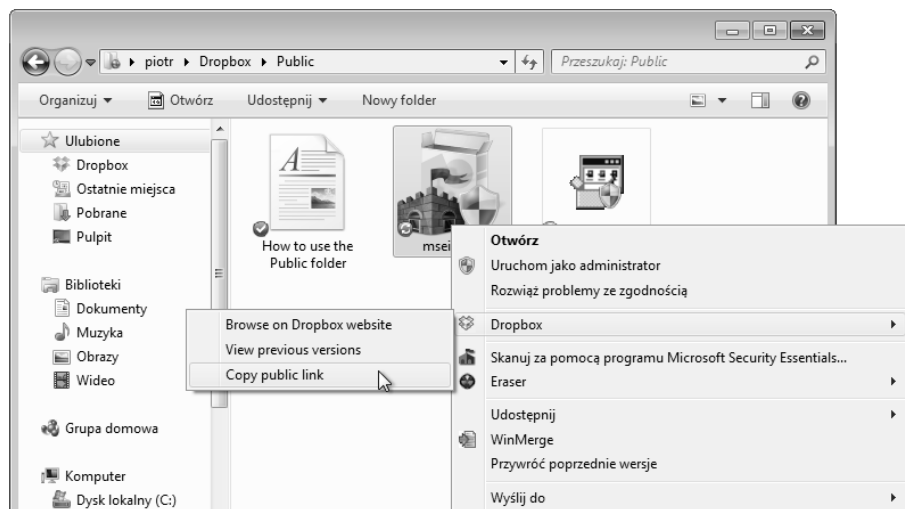 piotr ▸ Dropbox ▸ Public
Przeszukaj: Public
Organizuj
Otwórz
Udostępnij
Nowy folder
Ulubione
Dropbox
Ostatnie miejsca
Pobrane
Pulpit
Biblioteki
Dokumenty
Muzyka
Obrazy
Wideo
Grupa domowa
Komputer
Dysk lokalny (C:)
How to use the
Public folder
msei
Otwórz
Uruchom jako administrator
Rozwiąż problemy ze zgodnością
Dropbox
Browse on Dropbox website
View previous versions
Copy public link
Skanuj za pomocą programu Microsoft Security Essentials...
Eraser
Udostępnij
WinMerge
Przywróć poprzednie wersje
Wyślij do